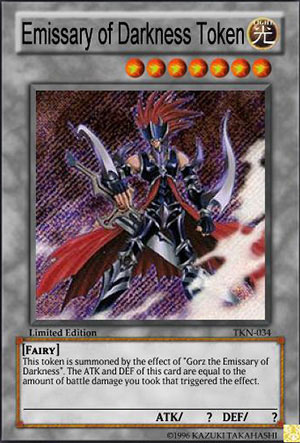 Emissary of Darkness Token
LIGHT
光
Limited Edition
TKN-034
[FAIRY]
This token is summoned by the effect of "Gorz the Emissary of
Darkness". The ATK and DEF of this card are equal to the
amount of battle damage you took that triggered the effect.
ATK/ ? DEF/ ?
©1996 KAZUKI TAKAHASHI